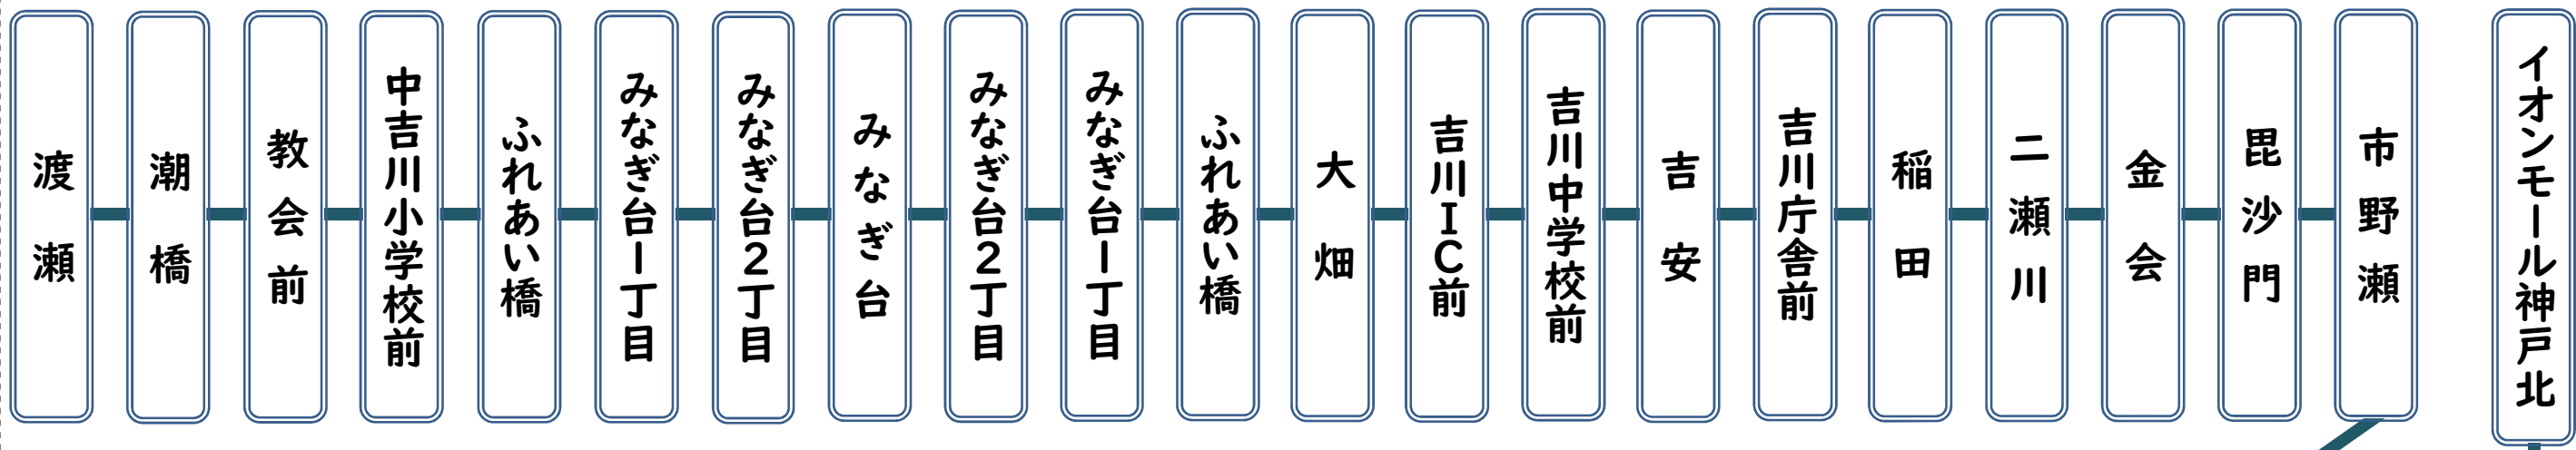 渡瀬
潮橋
教会前
中吉川小学校前
ふれあい橋
みなぎ台1丁目
みなぎ台2丁目
みなぎ台
みなぎ台2丁目
みなぎ台1丁目
ふれあい橋
大畑
吉川IC前
吉川中学校前
吉安
吉川庁舎前
稲田
二瀬川
金会
毘沙門
市野瀬
イオンモール神戸北